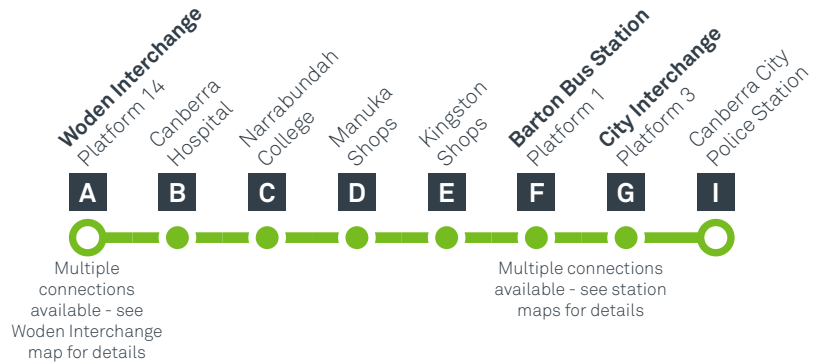 Woden Interchange
Platform 14
Canberra
Hospital
Narrabundah
College
Manuka
Shops
Kingston
Shops
Barton Bus Station
Platform 1
City Interchange
Platform 3
Canberra City
Police Station
A
B
C
D
E
F
G
I
Multiple
connections
available - see
Woden Interchange
map for details
Multiple connections
available - see station
maps for details